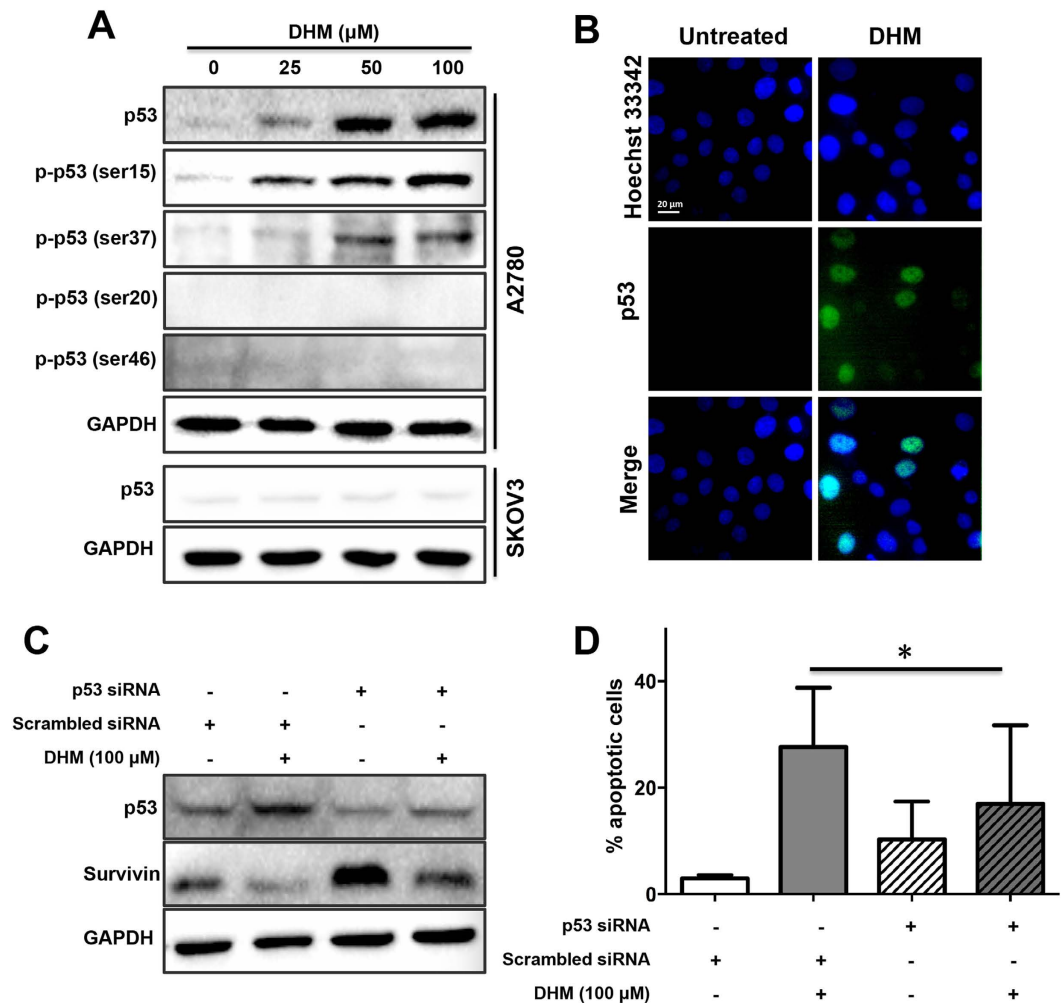 A
DHM (µM)
0 25 50 100
p53
p-p53 (ser15)
p-p53 (ser37)
p-p53 (ser20)
p-p53 (ser46)
GAPDH
A2780
p53
GAPDH
SKOV3
B
Untreated DHM
Hoechst 33342
20 µm
p53
Merge
C
p53 siRNA - - + +
Scrambled siRNA + + - -
DHM (100 µM) - + - +
p53
Survivin
GAPDH
D
% apoptotic cells
40
20
0
*
p53 siRNA - - + +
Scrambled siRNA + + - -
DHM (100 µM) - + - +